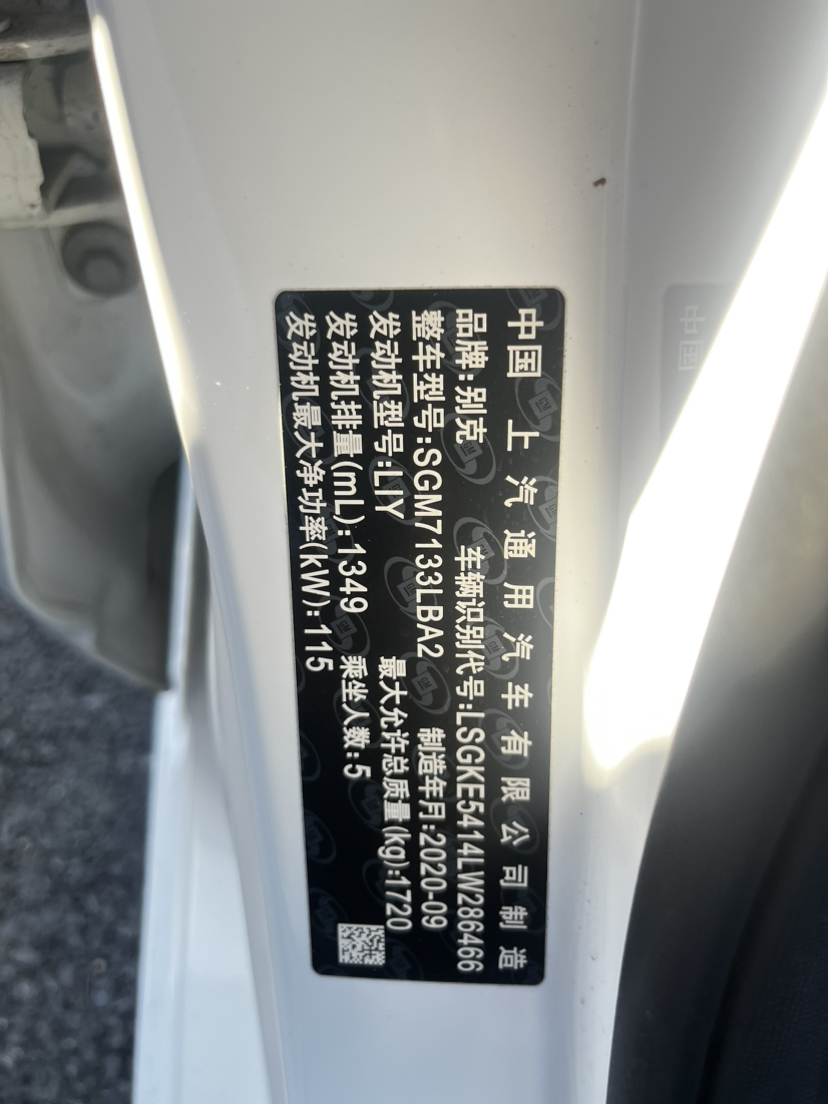 中国 上汽通用汽车有限公司制造
品牌:别克 车辆识别代号:LSGKE5414LW286466
整车型号:SGM7133LBA2 制造年月:2020-09
发动机型号:LIY 最大允许总质量(kg):1720
发动机排量(mL):1349 乘坐人数:5
发动机最大净功率(kW):115